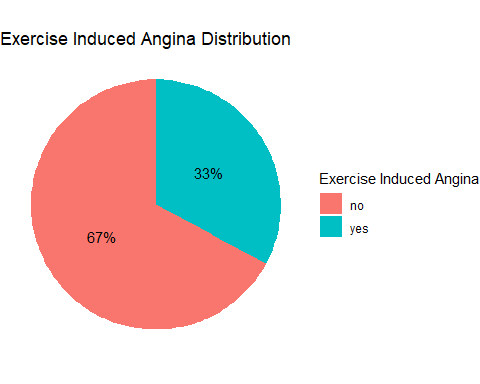 Exercise Induced Angina Distribution
33%
67%
Exercise Induced Angina
no
yes